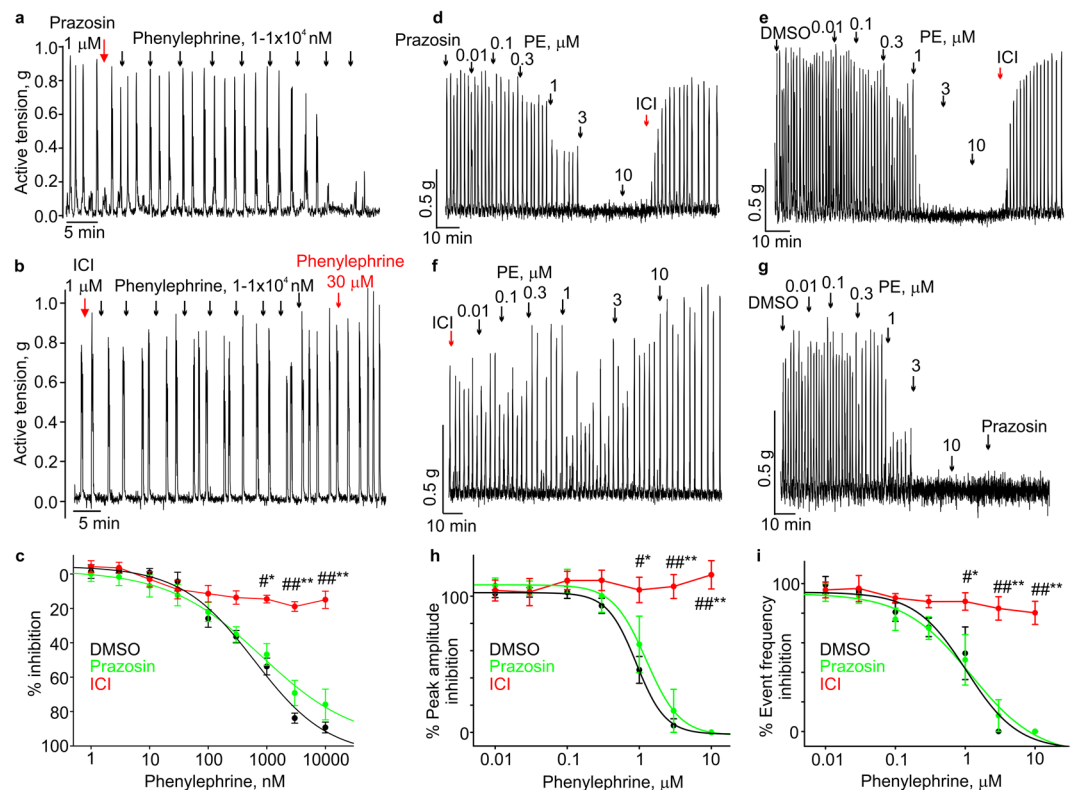 a
Prazosin
1 μM
Phenylephrine, 1-1x10⁴ nM
Active tension, g
1.0
0.8
0.6
0.4
0.2
0.0
5 min
b
ICI
1 μM
Phenylephrine, 1-1x10⁴ nM
Phenylephrine
30 μM
Active tension, g
1.0
0.8
0.6
0.4
0.2
0.0
5 min
c
% inhibition
0
20
40
60
80
100
#*
##**
##**
DMSO
Prazosin
ICI
1 10 100 1000 10000
Phenylephrine, nM
d
Prazosin
0.01
0.1
0.3
PE, μM
1
3
10
ICI
0.5 g
10 min
e
DMSO
0.01
0.1
0.3
PE, μM
1
3
10
ICI
0.5 g
10 min
f
ICI
0.01
0.1
0.3
PE, μM
1
3
10
0.5 g
10 min
g
DMSO
0.01
0.1
0.3
PE, μM
1
3
10
Prazosin
0.5 g
10 min
h
% Peak amplitude
inhibition
100
0
#*
##**
##**
DMSO
Prazosin
ICI
0.01 0.1 1 10
Phenylephrine, μM
i
% Event frequency
inhibition
100
0
#*
##**
##**
DMSO
Prazosin
ICI
0.01 0.1 1 10
Phenylephrine, μM